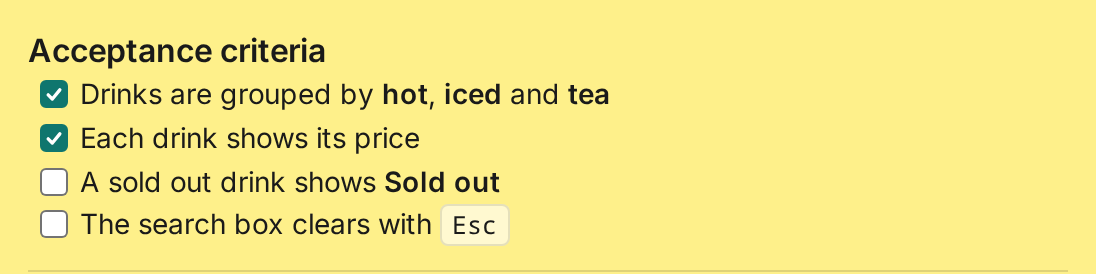 Acceptance criteria
Drinks are grouped by hot, iced and tea
Each drink shows its price
A sold out drink shows Sold out
The search box clears with Esc